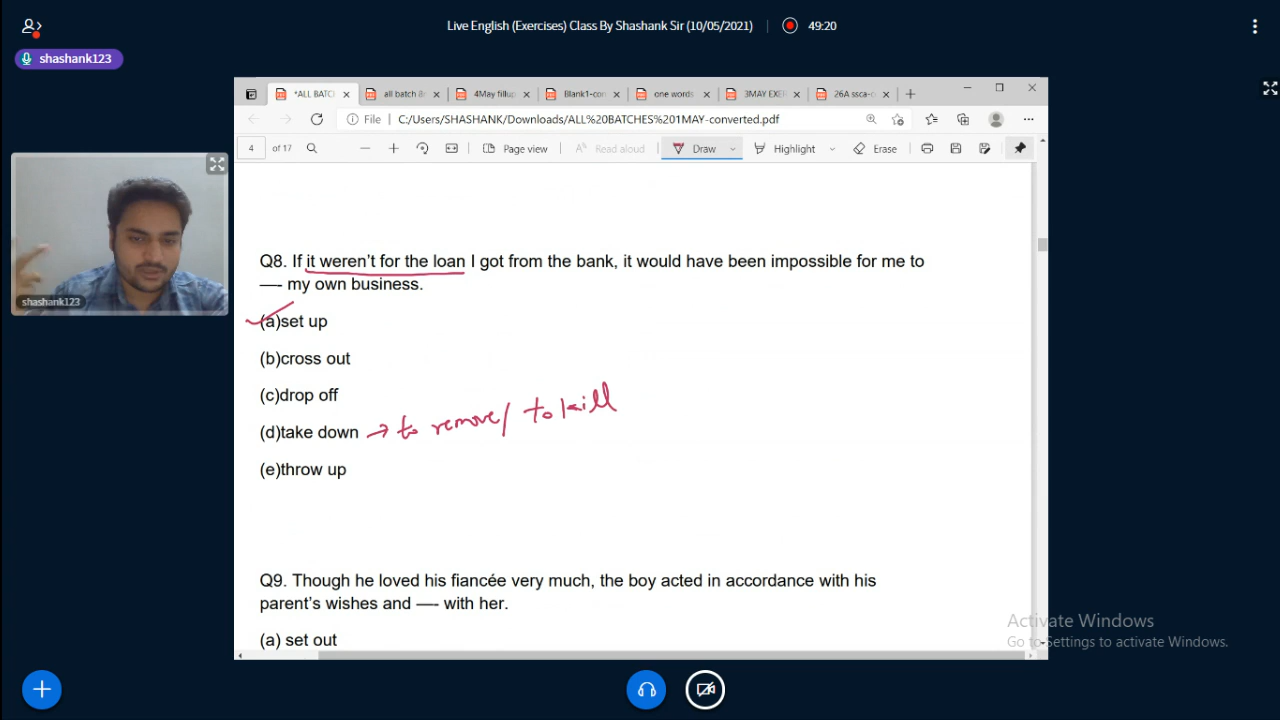 Live English (Exercises) Class By Shashank Sir (10/05/2021) 49:20
shashank123
*ALL BATC all batch 8 4May fillup Blank1-con one words 3MAY EXER 26A ssca-c
File C:/Users/SHASHANK/Downloads/ALL%20BATCHES%201MAY-converted.pdf
4 of 17 Page view Read aloud Draw Highlight Erase
shashank123
Q8. If it weren't for the loan I got from the bank, it would have been impossible for me to
—- my own business.
(a)set up
(b)cross out
(c)drop off
(d)take down → to remove/ to kill
(e)throw up
Q9. Though he loved his fiancée very much, the boy acted in accordance with his
parent's wishes and —- with her.
(a) set out
Activate Windows
Go to Settings to activate Windows.